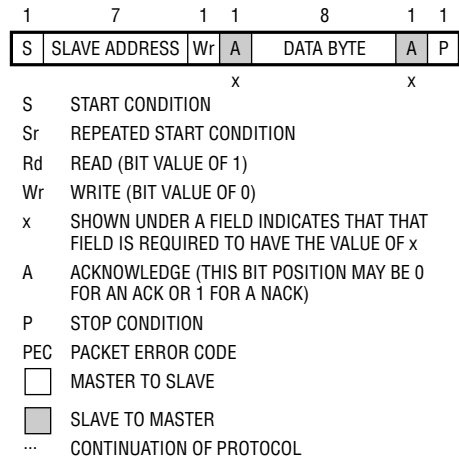 1 7 1 1 8 1 1
S SLAVE ADDRESS Wr A DATA BYTE A P
x x
S START CONDITION
Sr REPEATED START CONDITION
Rd READ (BIT VALUE OF 1)
Wr WRITE (BIT VALUE OF 0)
x SHOWN UNDER A FIELD INDICATES THAT THAT
FIELD IS REQUIRED TO HAVE THE VALUE OF x
A ACKNOWLEDGE (THIS BIT POSITION MAY BE 0
FOR AN ACK OR 1 FOR A NACK)
P STOP CONDITION
PEC PACKET ERROR CODE
MASTER TO SLAVE
SLAVE TO MASTER
... CONTINUATION OF PROTOCOL